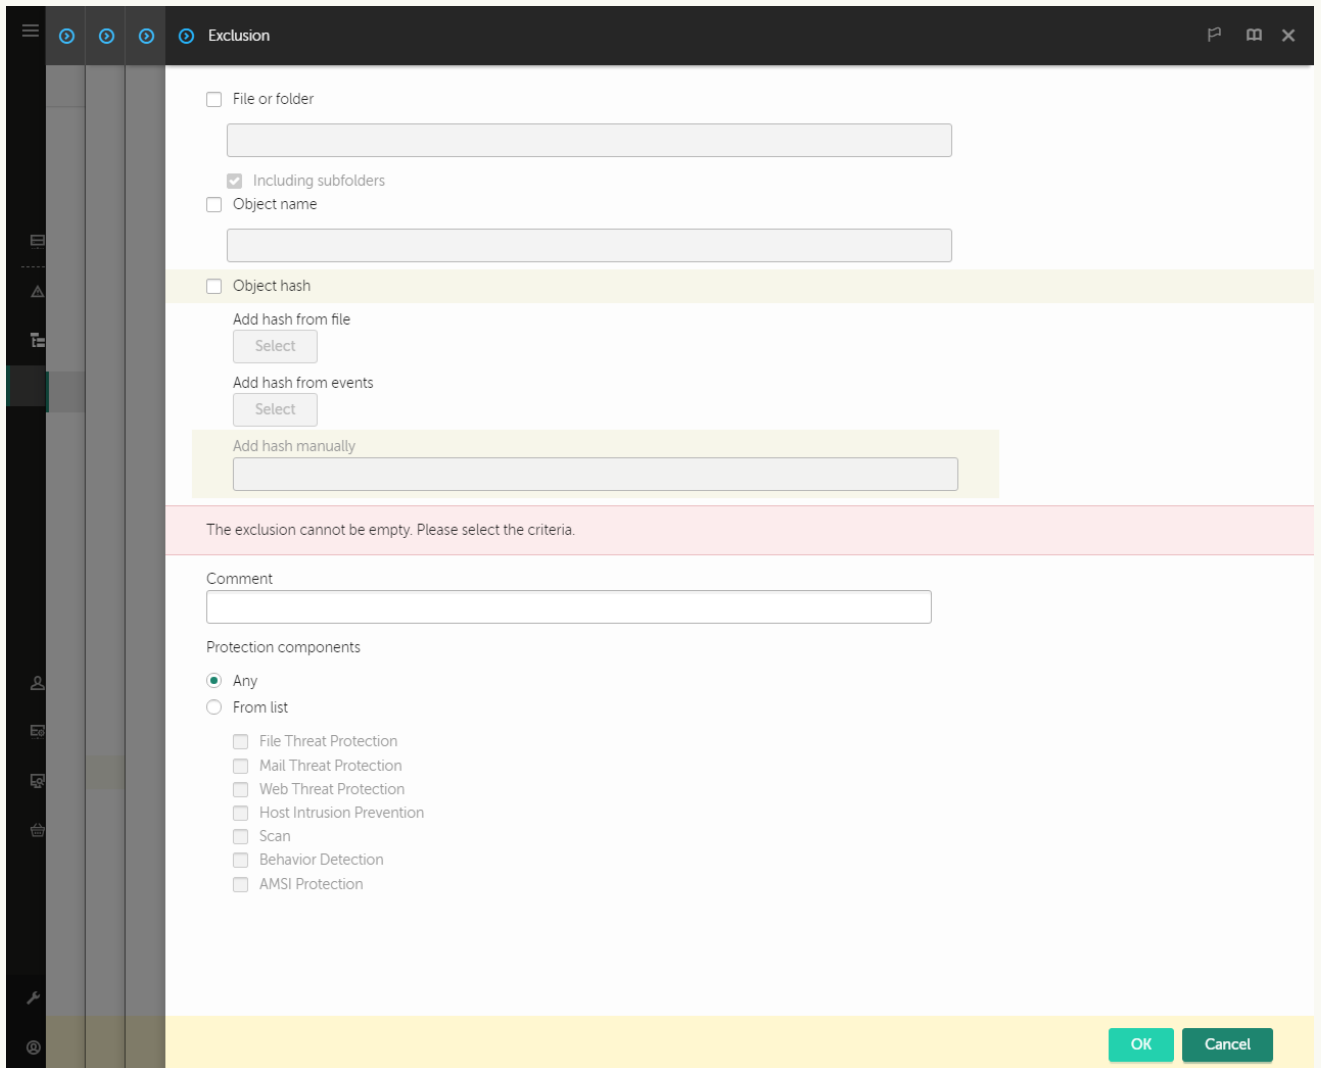 Exclusion
File or folder
Including subfolders
Object name
Object hash
Add hash from file
Select
Add hash from events
Select
Add hash manually
The exclusion cannot be empty. Please select the criteria.
Comment
Protection components
Any
From list
File Threat Protection
Mail Threat Protection
Web Threat Protection
Host Intrusion Prevention
Scan
Behavior Detection
AMSI Protection
OK Cancel